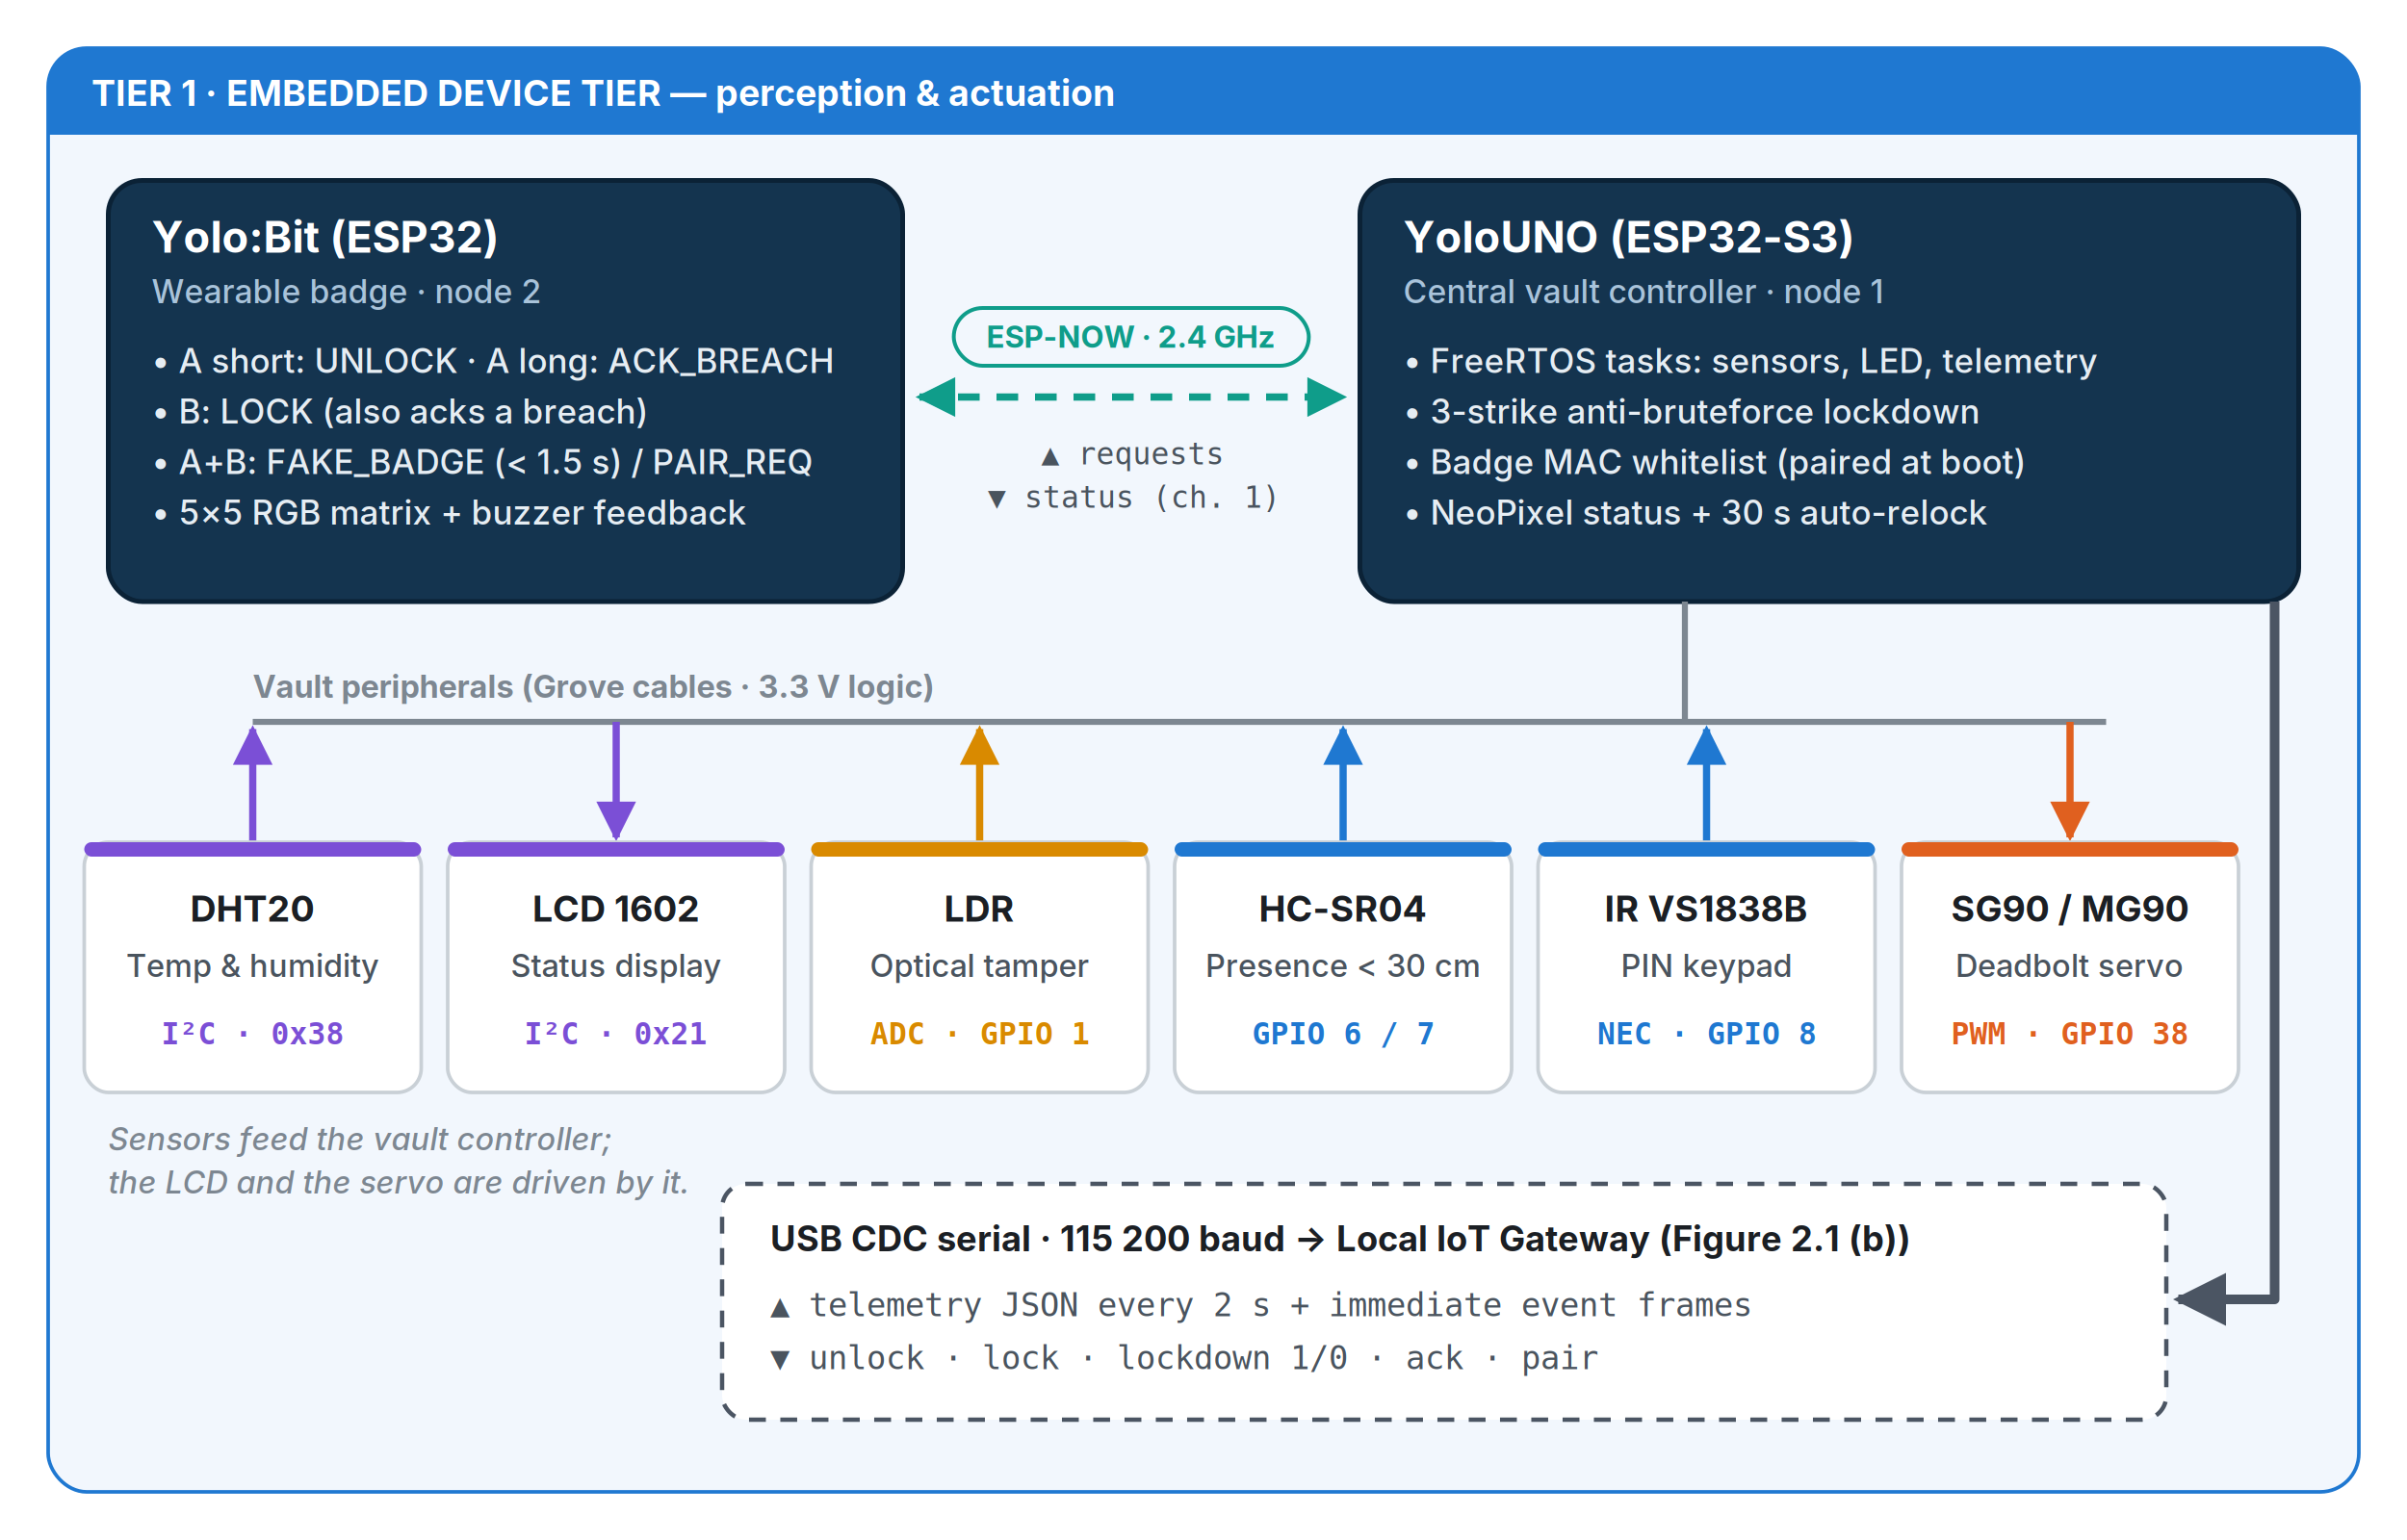 TIER 1 · EMBEDDED DEVICE TIER — perception & actuation
Yolo:Bit (ESP32)
Wearable badge · node 2
• A short: UNLOCK · A long: ACK_BREACH
• B: LOCK (also acks a breach)
• A+B: FAKE_BADGE (< 1.5 s) / PAIR_REQ
• 5×5 RGB matrix + buzzer feedback
ESP-NOW · 2.4 GHz
▲ requests
▼ status (ch. 1)
YoloUNO (ESP32-S3)
Central vault controller · node 1
• FreeRTOS tasks: sensors, LED, telemetry
• 3-strike anti-bruteforce lockdown
• Badge MAC whitelist (paired at boot)
• NeoPixel status + 30 s auto-relock
Vault peripherals (Grove cables · 3.3 V logic)
DHT20
Temp & humidity
I²C · 0x38
LCD 1602
Status display
I²C · 0x21
LDR
Optical tamper
ADC · GPIO 1
HC-SR04
Presence < 30 cm
GPIO 6 / 7
IR VS1838B
PIN keypad
NEC · GPIO 8
SG90 / MG90
Deadbolt servo
PWM · GPIO 38
Sensors feed the vault controller;
the LCD and the servo are driven by it.
USB CDC serial · 115 200 baud → Local IoT Gateway (Figure 2.1 (b))
▲ telemetry JSON every 2 s + immediate event frames
▼ unlock · lock · lockdown 1/0 · ack · pair